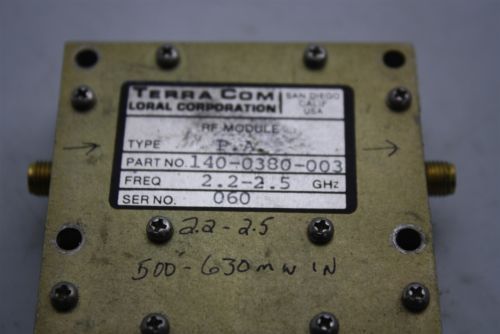 TERRA COM
LORAL CORPORATION
SAN DIEGO
CALIF
USA
RF MODULE
TYPE P.A.
PART NO. 140-0380-003
FREQ 2.2-2.5 GHz
SER NO. 060
2.2-2.5
500-630mW IN